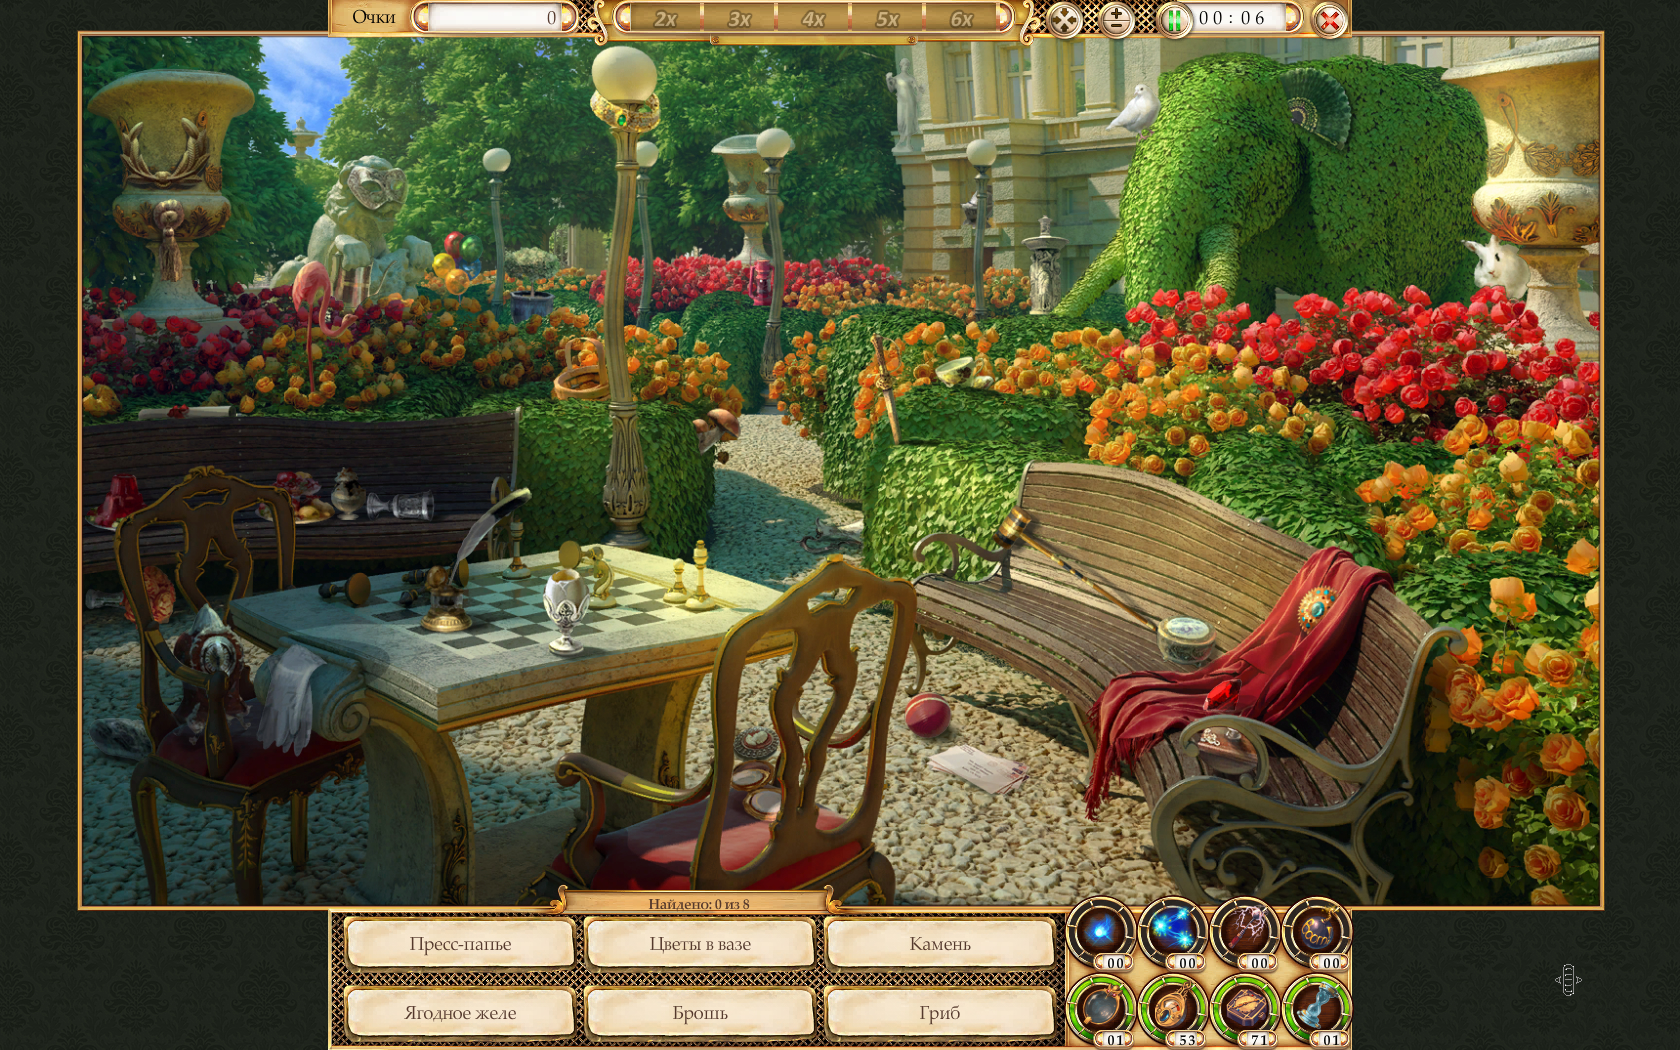 Очки 0 2x 3x 4x 5x 6x 00:06
Найдено: 0 из 8
Пресс-папье Цветы в вазе Камень
00 00 00 00
Ягодное желе Брошь Гриб
01 53 71 01